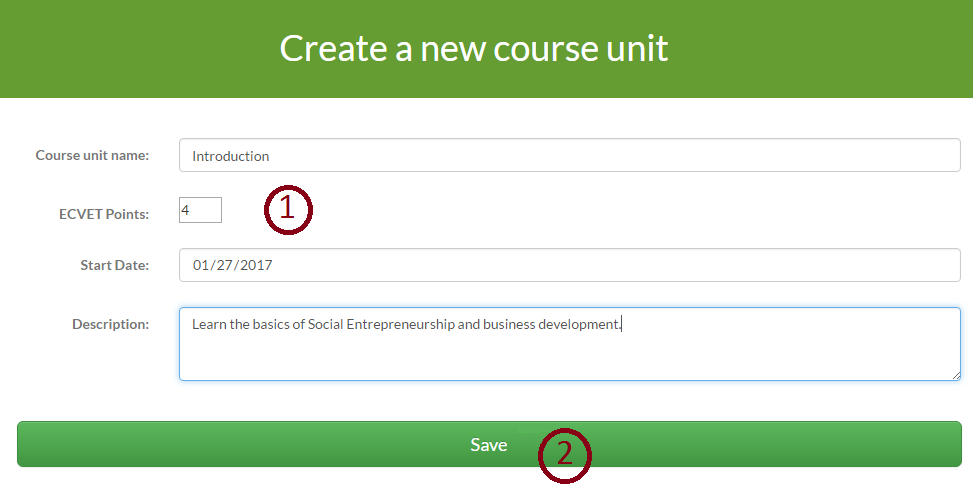 Create a new course unit
Course unit name: Introduction
ECVET Points: 4 1
Start Date: 01/27/2017
Description: Learn the basics of Social Entrepreneurship and business development.
Save 2